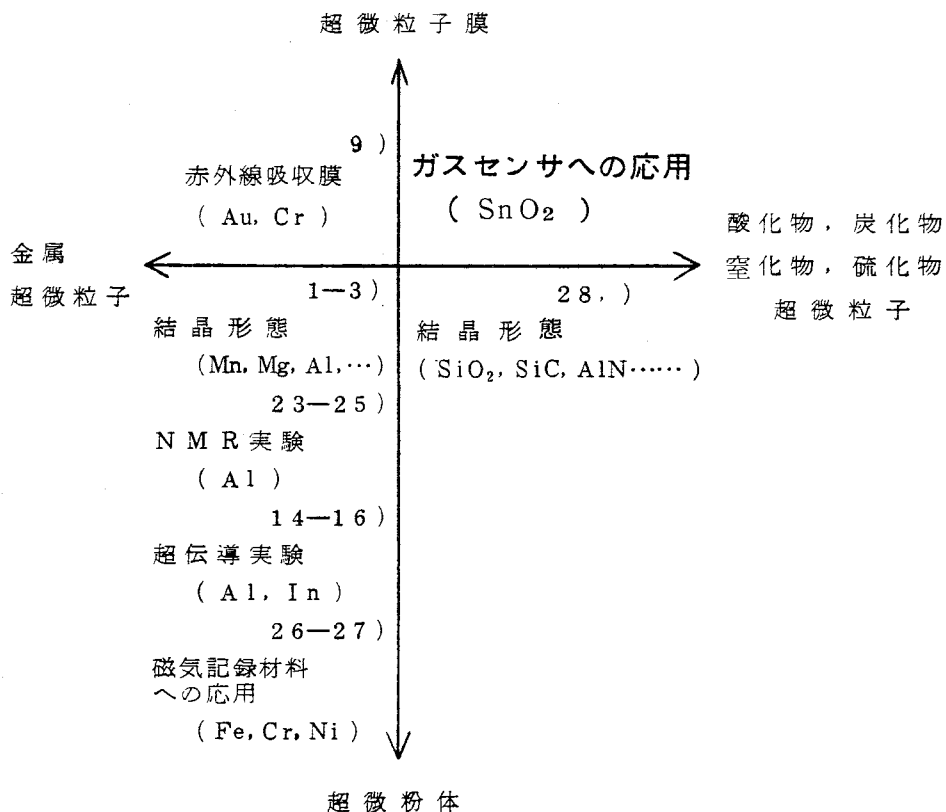 超微粒子膜
9)
赤外線吸収膜
(Au, Cr)
ガスセンサへの応用
(SnO₂)
金属
超微粒子
酸化物,炭化物
窒化物,硫化物
超微粒子
1—3)
結晶形態
(Mn, Mg, Al,…)
28,)
結晶形態
(SiO₂, SiC, AlN……)
23—25)
NMR実験
(Al)
14—16)
超伝導実験
(Al, In)
26—27)
磁気記録材料
への応用
(Fe, Cr, Ni)
超微粉体